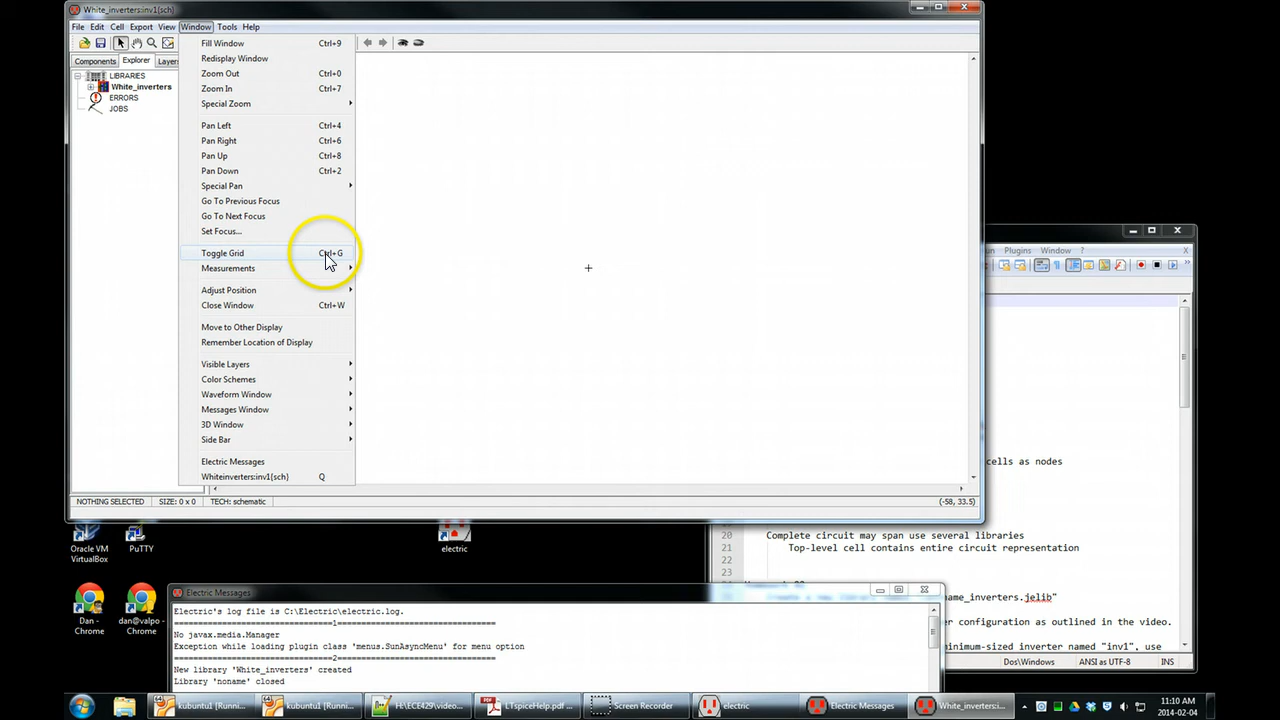 White_inverters:inv1{sch}
File Edit Cell Export View Window Tools Help
Components Explorer Layers
LIBRARIES
White_inverters
ERRORS
JOBS
Fill Window Ctrl+9
Redisplay Window
Zoom Out Ctrl+0
Zoom In Ctrl+7
Special Zoom
Pan Left Ctrl+4
Pan Right Ctrl+6
Pan Up Ctrl+8
Pan Down Ctrl+2
Special Pan
Go To Previous Focus
Go To Next Focus
Set Focus...
Toggle Grid Ctrl+G
Measurements
Adjust Position
Close Window Ctrl+W
Move to Other Display
Remember Location of Display
Visible Layers
Color Schemes
Waveform Window
Messages Window
3D Window
Side Bar
Electric Messages
Whiteinverters:inv1{sch} Q
NOTHING SELECTED SIZE: 0 x 0 TECH: schematic (-58, 33.5)
Plugins Window ? X
cells as nodes
20 Complete circuit may span use several libraries
21 Top-level cell contains entire circuit representation
22
23
name_inverters.jelib"
er configuration as outlined in the video.
minimum-sized inverter named "inv1", use
Dos\Windows ANSI as UTF-8 INS
Oracle VM VirtualBox
PuTTY
electric
Dan - Chrome
dan@valpo - Chrome
Electric Messages
Electric's log file is C:\Electric\electric.log.
=================================1=================================
No javax.media.Manager
Exception while loading plugin class 'menus.SunAsyncMenu' for menu option
=================================2=================================
New library 'White_inverters' created
Library 'noname' closed
kubuntu1 [Runni... kubuntu1 [Runni... H:\ECE429\video... LTspiceHelp.pdf ... Screen Recorder electric Electric Messages White_inverters:i...
11:10 AM
2014-02-04